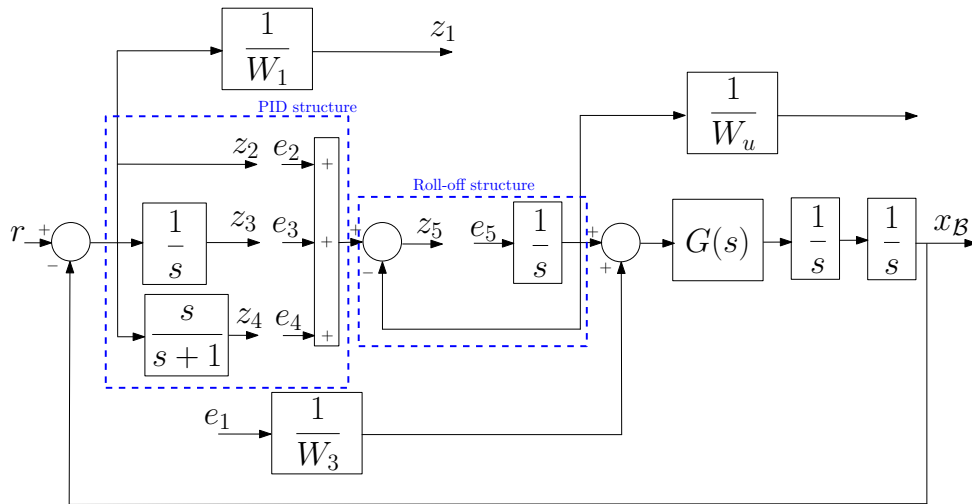 1
W₁
z₁
PID structure
1
Wᵤ
z₂
e₂
+
Roll-off structure
r
+
−
1
s
z₃
e₃
+
+
−
z₅
e₅
1
s
+
+
G(s)
1
s
1
s
x_ℬ
s
s + 1
z₄
e₄
+
e₁
1
W₃